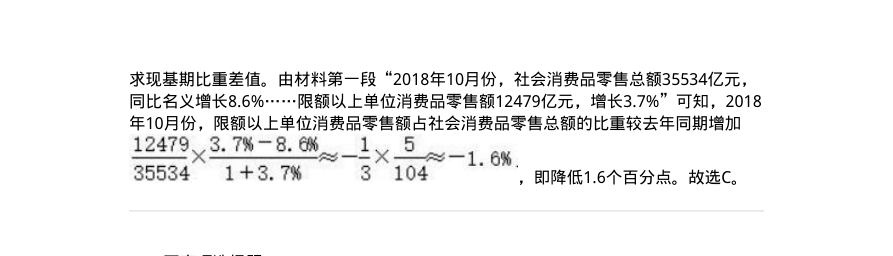 求现基期比重差值。由材料第一段“2018年10月份，社会消费品零售总额35534亿元，
同比名义增长8.6%……限额以上单位消费品零售额12479亿元，增长3.7%”可知，2018
年10月份，限额以上单位消费品零售额占社会消费品零售总额的比重较去年同期增加
12479/35534×(3.7%-8.6%)/(1+3.7%)≈-1/3×5/104≈-1.6%，即降低1.6个百分点。故选C。